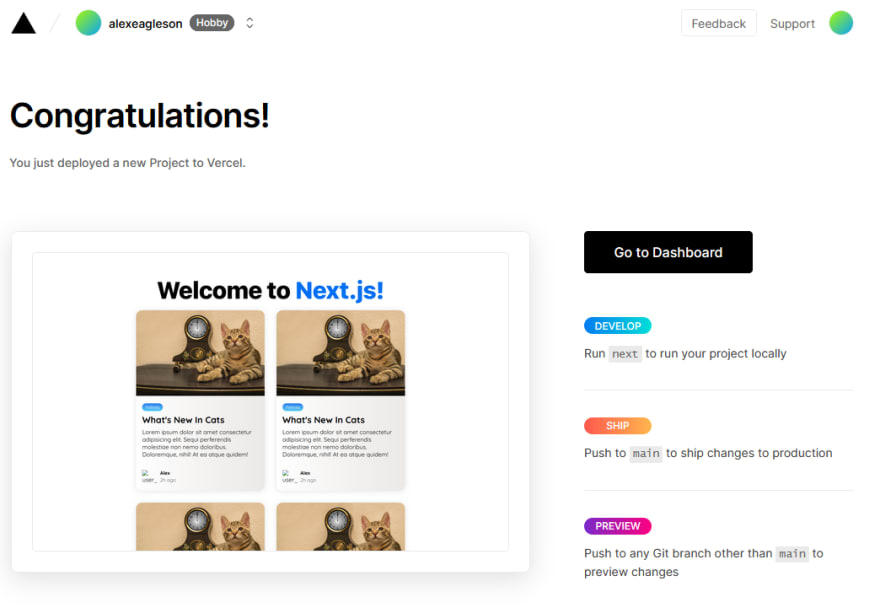 alexeagleson Hobby
Feedback Support
Congratulations!
You just deployed a new Project to Vercel.
Go to Dashboard
Welcome to Next.js!
What's New In Cats
Lorem ipsum dolor sit amet consectetur
adipisicing elit. Sequi perferendis
molestiae non nemo doloribus.
Doloremque, nihil! At ea atque quidem!
user_
Alex
2h ago
What's New In Cats
Lorem ipsum dolor sit amet consectetur
adipisicing elit. Sequi perferendis
molestiae non nemo doloribus.
Doloremque, nihil! At ea atque quidem!
user_
Alex
2h ago
DEVELOP
Run next to run your project locally
SHIP
Push to main to ship changes to production
PREVIEW
Push to any Git branch other than main to
preview changes